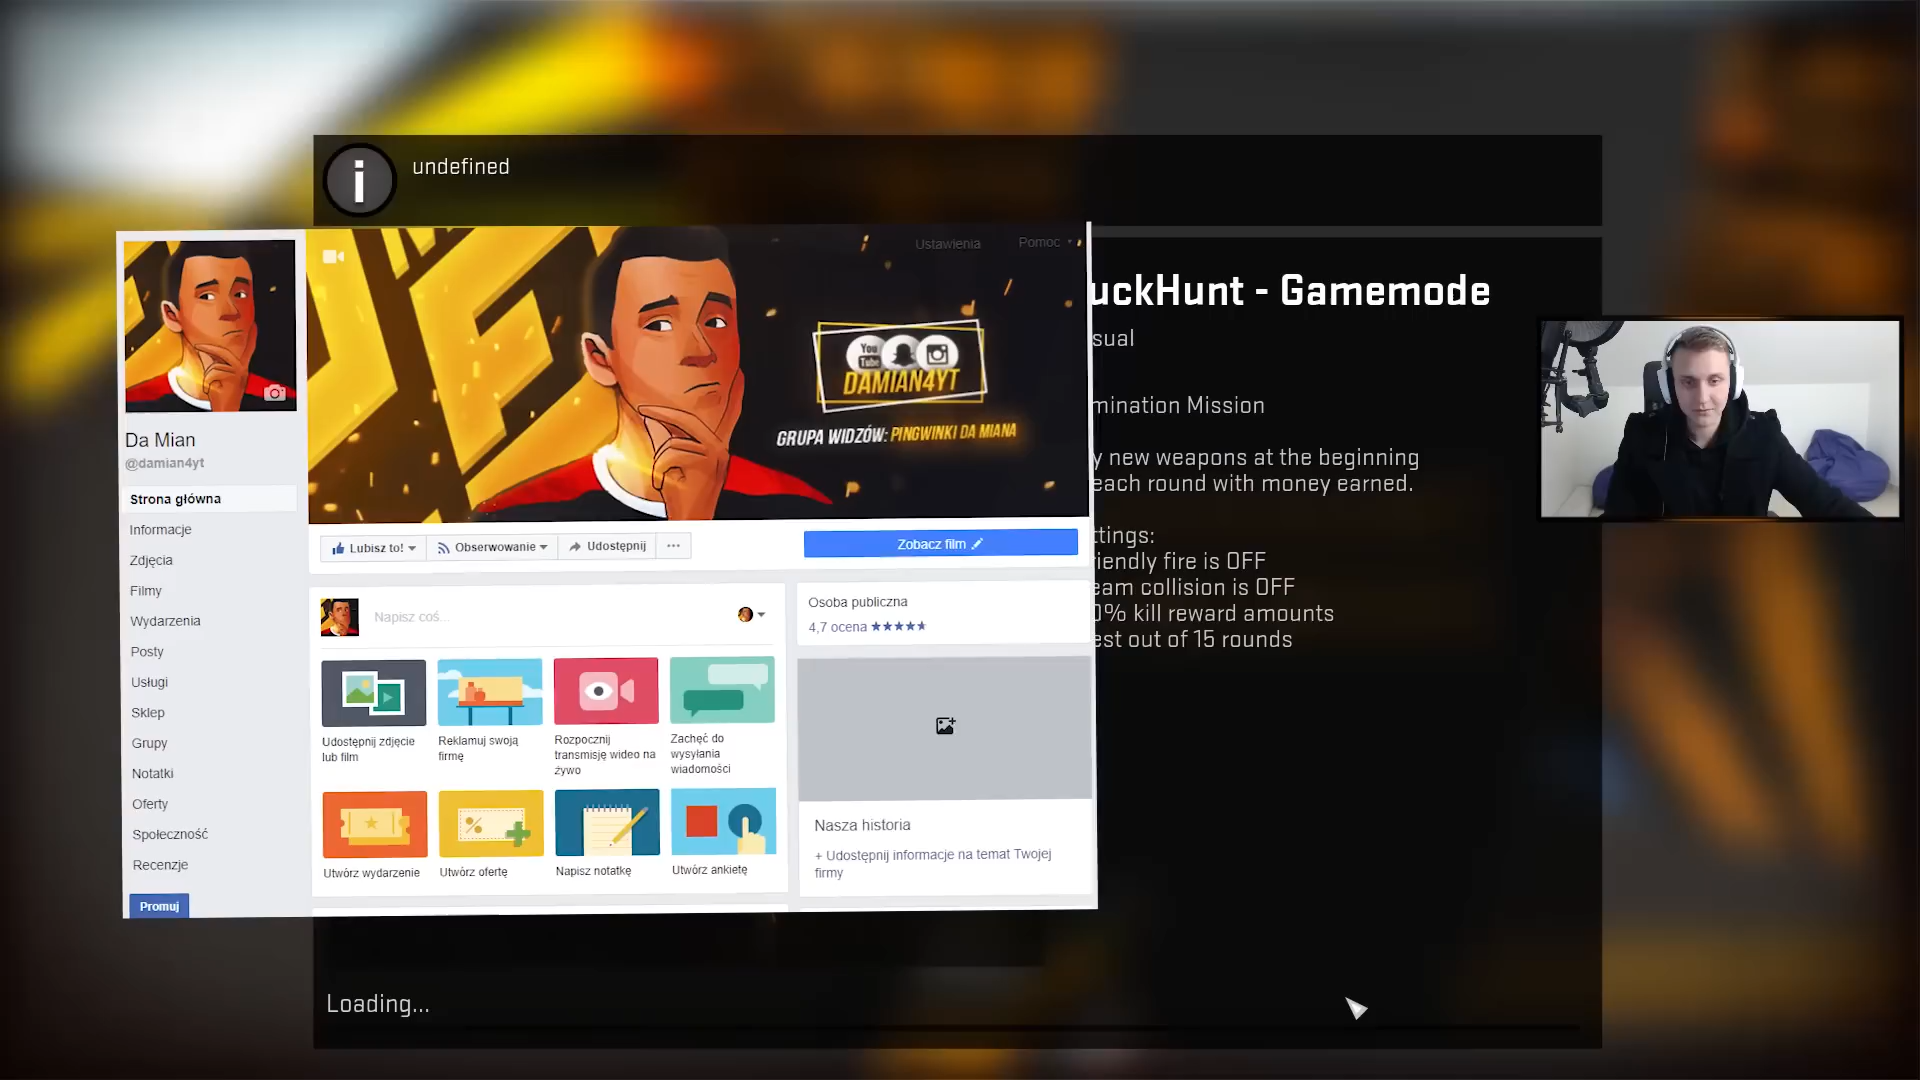 undefined
Ustawienia
Pomoc
You
Tube
DAMIAN4YT
GRUPA WIDZÓW: PINGWINKI DA MIANA
Da Mian
@damian4yt
Strona główna
Informacje
Zdjęcia
Filmy
Wydarzenia
Posty
Usługi
Sklep
Grupy
Notatki
Oferty
Społeczność
Recenzje
Promuj
Lubisz to!
Obserwowanie
Udostępnij
Zobacz film
Napisz coś...
Udostępnij zdjęcie
lub film
Reklamuj swoją
firmę
Rozpocznij
transmisję wideo na
żywo
Zachęć do
wysyłania
wiadomości
Utwórz wydarzenie
Utwórz ofertę
Napisz notatkę
Utwórz ankietę
Osoba publiczna
4,7 ocena ★★★★★
Nasza historia
+ Udostępnij informacje na temat Twojej
firmy
uckHunt - Gamemode
sual
mination Mission
y new weapons at the beginning
each round with money earned.
ttings:
iendly fire is OFF
eam collision is OFF
0% kill reward amounts
est out of 15 rounds
Loading...